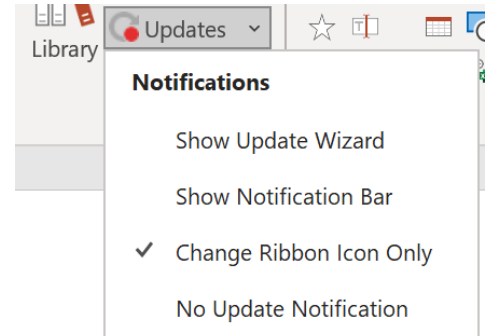 Updates
Library
Notifications
Show Update Wizard
Show Notification Bar
Change Ribbon Icon Only
No Update Notification